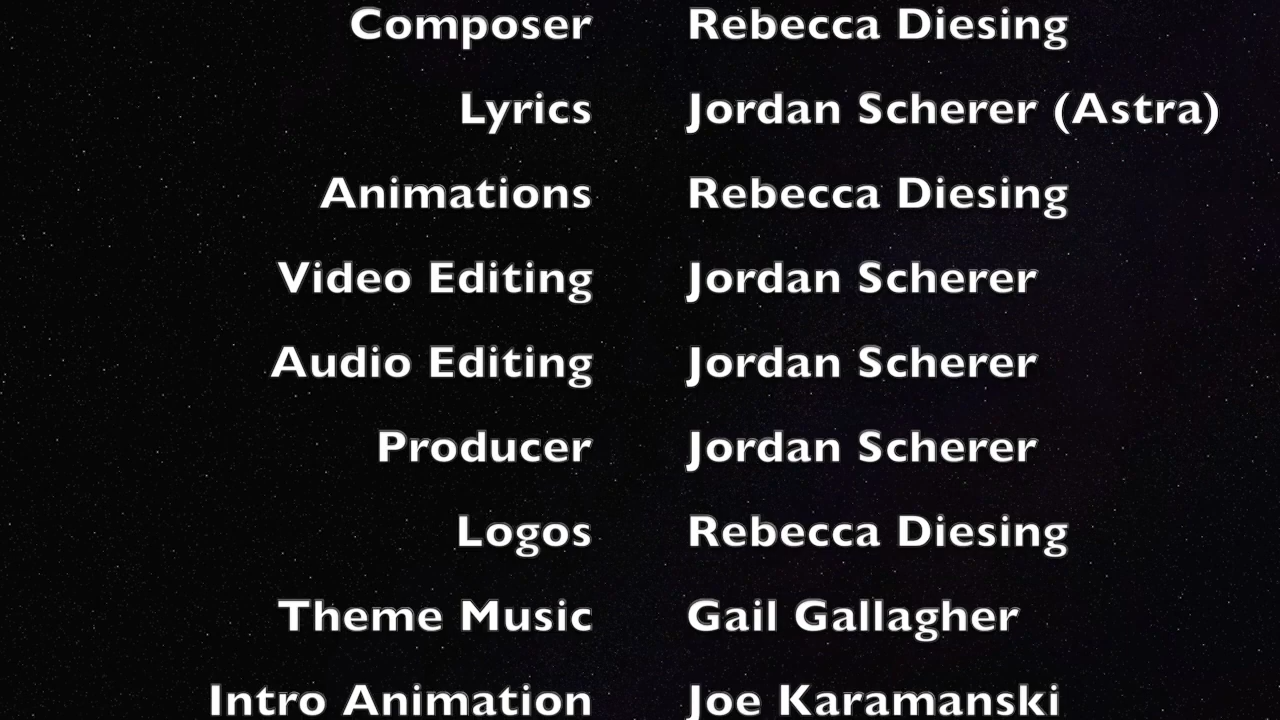 Composer Rebecca Diesing
Lyrics Jordan Scherer (Astra)
Animations Rebecca Diesing
Video Editing Jordan Scherer
Audio Editing Jordan Scherer
Producer Jordan Scherer
Logos Rebecca Diesing
Theme Music Gail Gallagher
Intro Animation Joe Karamanski